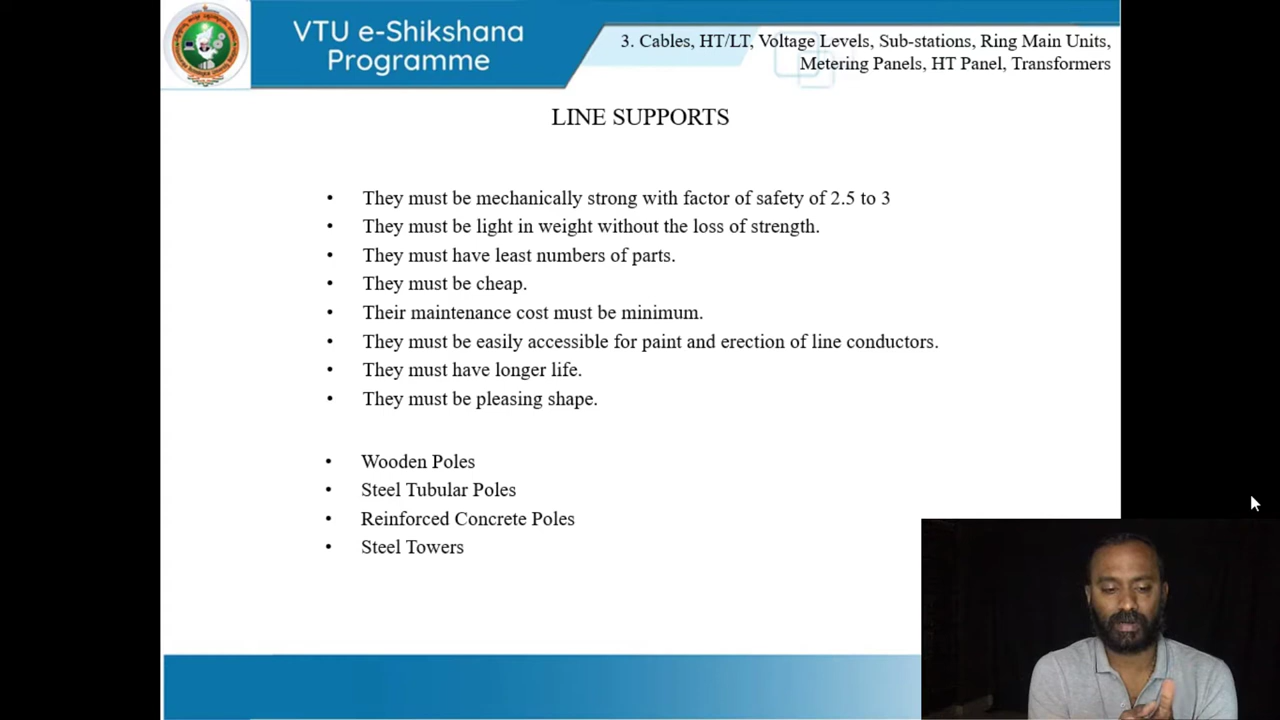 VTU e-Shikshana
Programme
3. Cables, HT/LT, Voltage Levels, Sub-stations, Ring Main Units,
Metering Panels, HT Panel, Transformers
LINE SUPPORTS
• They must be mechanically strong with factor of safety of 2.5 to 3
• They must be light in weight without the loss of strength.
• They must have least numbers of parts.
• They must be cheap.
• Their maintenance cost must be minimum.
• They must be easily accessible for paint and erection of line conductors.
• They must have longer life.
• They must be pleasing shape.
• Wooden Poles
• Steel Tubular Poles
• Reinforced Concrete Poles
• Steel Towers